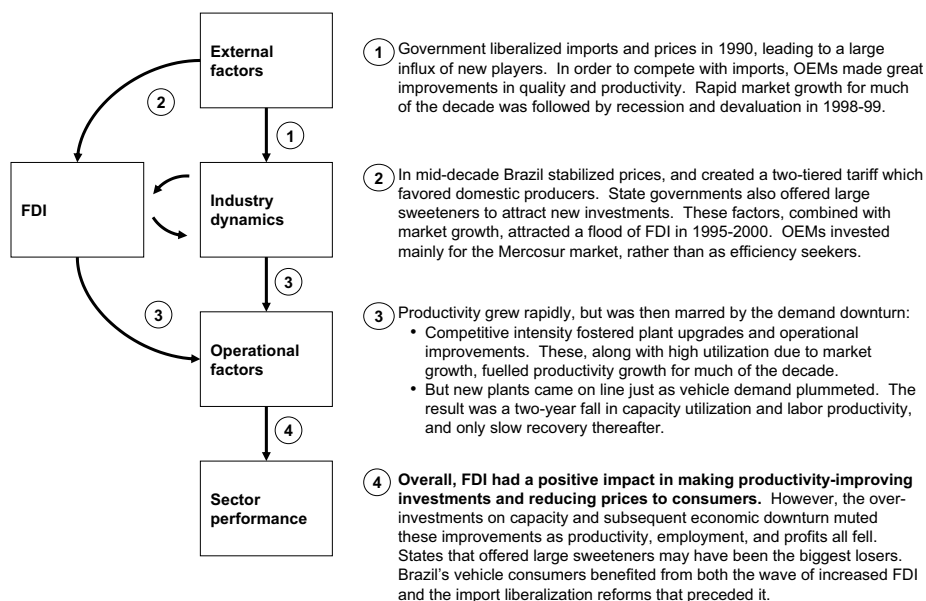 External
factors
2
1
FDI
Industry
dynamics
3
3
Operational
factors
4
Sector
performance
1 Government liberalized imports and prices in 1990, leading to a large
influx of new players. In order to compete with imports, OEMs made great
improvements in quality and productivity. Rapid market growth for much
of the decade was followed by recession and devaluation in 1998-99.
2 In mid-decade Brazil stabilized prices, and created a two-tiered tariff which
favored domestic producers. State governments also offered large
sweeteners to attract new investments. These factors, combined with
market growth, attracted a flood of FDI in 1995-2000. OEMs invested
mainly for the Mercosur market, rather than as efficiency seekers.
3 Productivity grew rapidly, but was then marred by the demand downturn:
• Competitive intensity fostered plant upgrades and operational
improvements. These, along with high utilization due to market
growth, fuelled productivity growth for much of the decade.
• But new plants came on line just as vehicle demand plummeted. The
result was a two-year fall in capacity utilization and labor productivity,
and only slow recovery thereafter.
4 Overall, FDI had a positive impact in making productivity-improving
investments and reducing prices to consumers. However, the over-
investments on capacity and subsequent economic downturn muted
these improvements as productivity, employment, and profits all fell.
States that offered large sweeteners may have been the biggest losers.
Brazil's vehicle consumers benefited from both the wave of increased FDI
and the import liberalization reforms that preceded it.